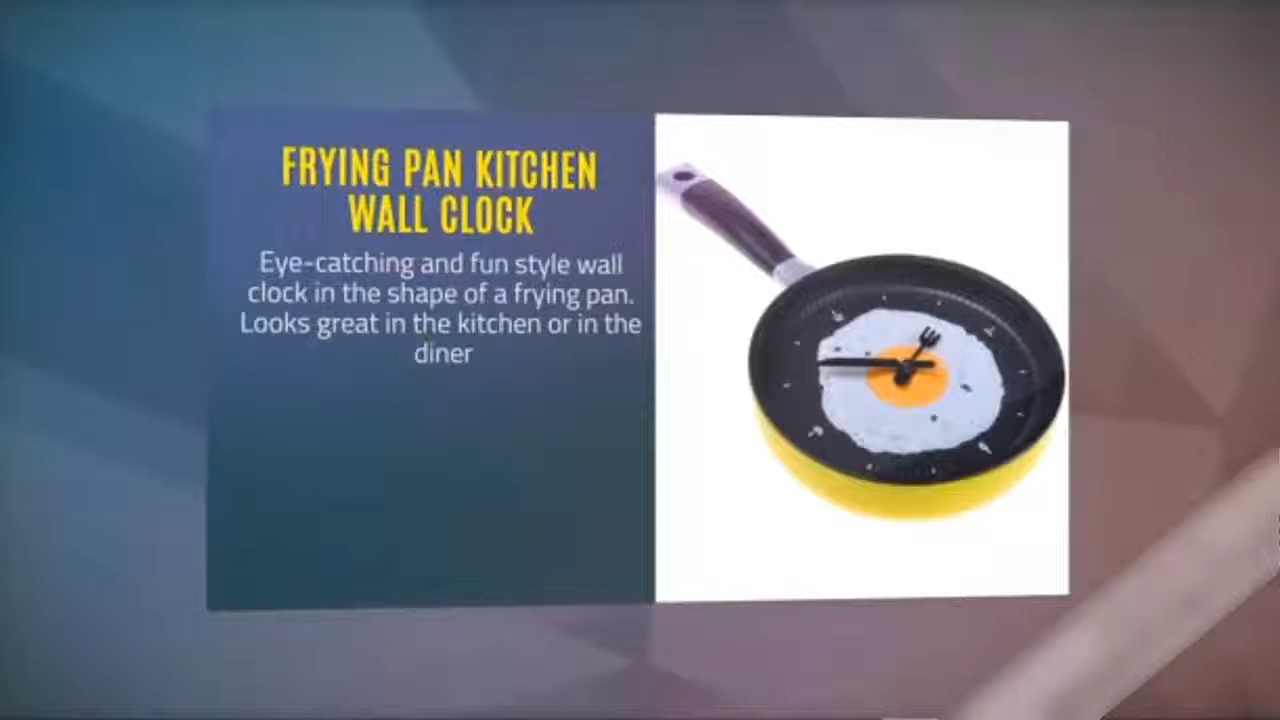 FRYING PAN KITCHEN
WALL CLOCK
Eye-catching and fun style wall
clock in the shape of a frying pan.
Looks great in the kitchen or in the
diner